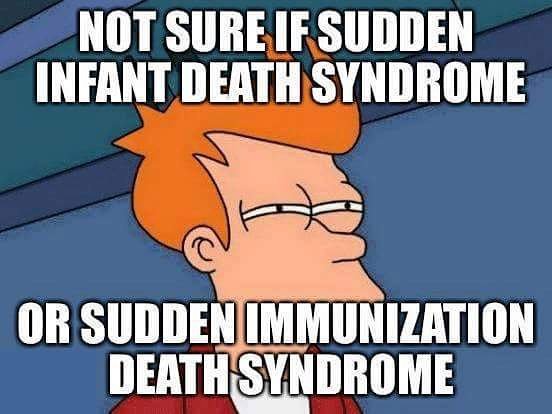 NOT SURE IF SUDDEN
INFANT DEATH SYNDROME
OR SUDDEN IMMUNIZATION
DEATH SYNDROME